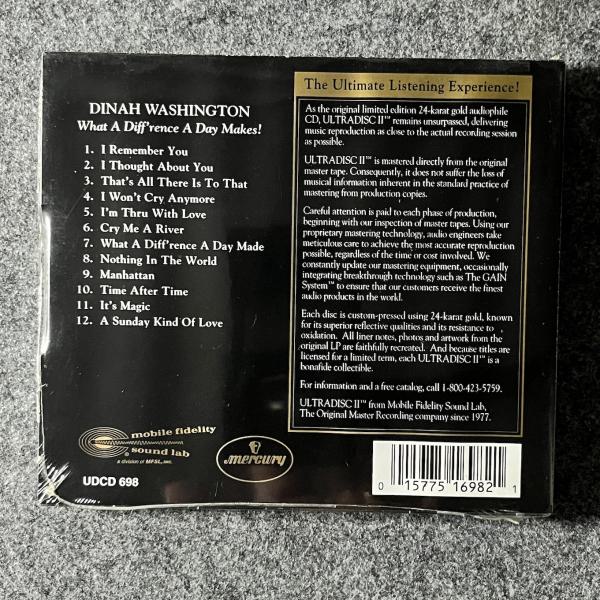 DINAH WASHINGTON
What A Diff'rence A Day Makes!
1. I Remember You
2. I Thought About You
3. That's All There Is To That
4. I Won't Cry Anymore
5. I'm Thru With Love
6. Cry Me A River
7. What A Diff'rence A Day Made
8. Nothing In The World
9. Manhattan
10. Time After Time
11. It's Magic
12. A Sunday Kind Of Love
mobile fidelity
sound lab
a division of MFSL, INC.
UDCD 698
mercury
The Ultimate Listening Experience!
As the original limited edition 24-karat gold audiophile
CD, ULTRADISC II™ remains unsurpassed, delivering
music reproduction as close to the actual recording session
as possible.
ULTRADISC II™ is mastered directly from the original
master tape. Consequently, it does not suffer the loss of
musical information inherent in the standard practice of
mastering from production copies.
Careful attention is paid to each phase of production,
beginning with our inspection of master tapes. Using our
proprietary mastering technology, audio engineers take
meticulous care to achieve the most accurate reproduction
possible, regardless of the time or cost involved. We
constantly update our mastering equipment, occasionally
integrating breakthrough technology such as The GAIN
System™ to ensure that our customers receive the finest
audio products in the world.
Each disc is custom-pressed using 24-karat gold, known
for its superior reflective qualities and its resistance to
oxidation. All liner notes, photos and artwork from the
original LP are faithfully recreated. And because titles are
licensed for a limited term, each ULTRADISC II™ is a
bonafide collectible.
For information and a free catalog, call 1-800-423-5759.
ULTRADISC II™ from Mobile Fidelity Sound Lab,
The Original Master Recording company since 1977.
0 15775 16982 1